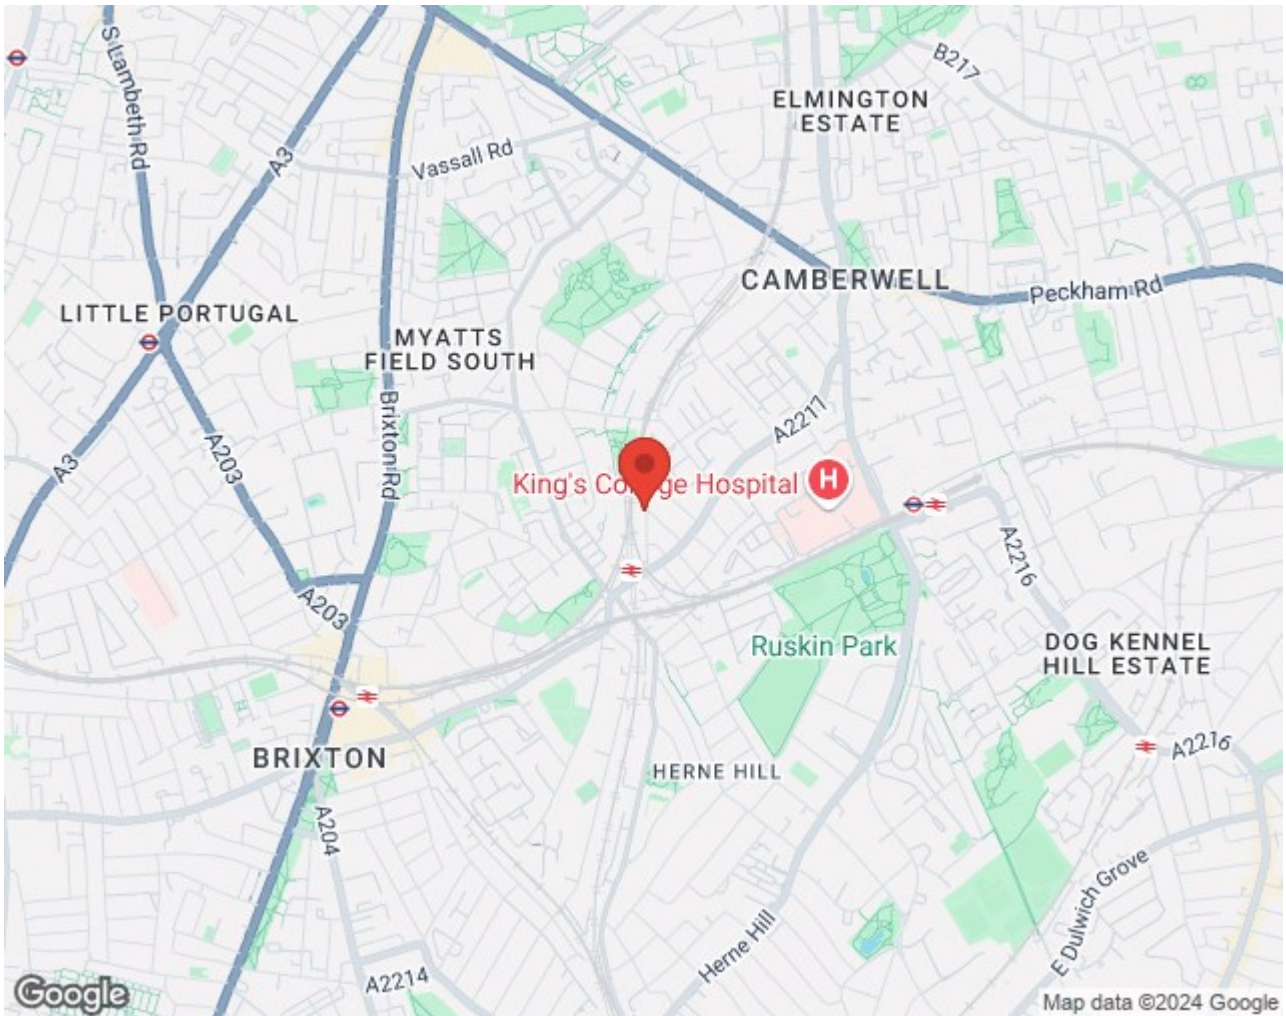 S Lambeth Rd
A3
Vassall Rd
B217
ELMINGTON
ESTATE
CAMBERWELL
Peckham Rd
LITTLE PORTUGAL
MYATTS
FIELD SOUTH
Brixton Rd
A203
A3
A2217
King's College Hospital
H
A203
A2216
Ruskin Park
DOG KENNEL
HILL ESTATE
A2216
BRIXTON
HERNE HILL
A204
E Dulwich Grove
Herne Hill
A2214
Google
Map data ©2024 Google